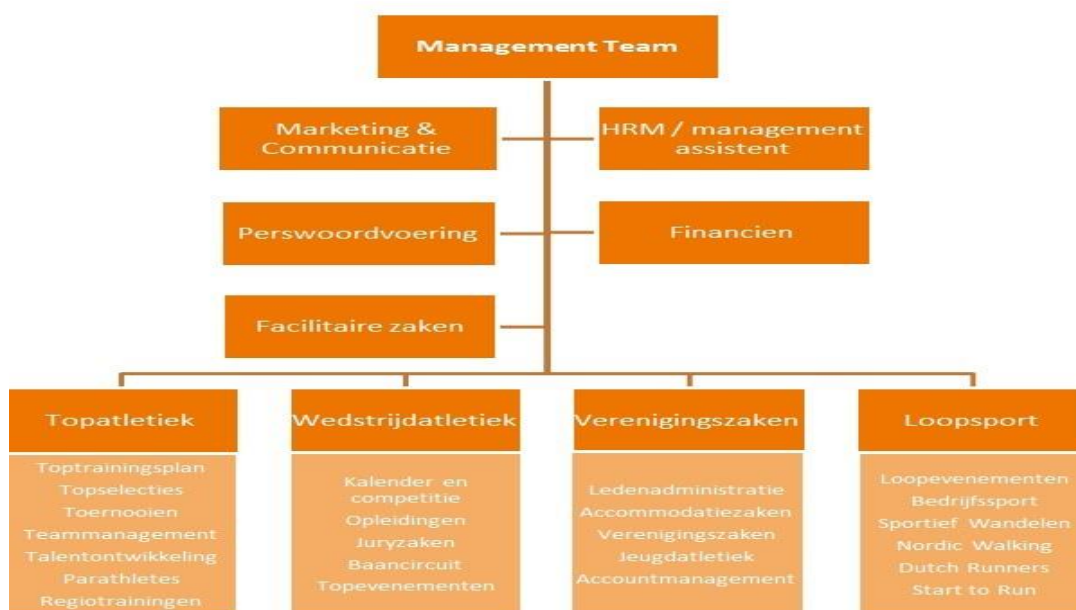 Management Team
Marketing &
Communicatie
HRM / management
assistent
Perswoordvoering
Financien
Facilitaire zaken
Topatletiek
Toptrainingsplan
Topselecties
Toernooien
Teammanagement
Talentontwikkeling
Parathletes
Regiotrainingen
Wedstrijdatletiek
Kalender en
competitie
Opleidingen
Juryzaken
Baancircuit
Topevenementen
Verenigingszaken
Ledenadministratie
Accommodatiezaken
Verenigingszaken
Jeugdatletiek
Accountmanagement
Loopsport
Loopevenementen
Bedrijfssport
Sportief Wandelen
Nordic Walking
Dutch Runners
Start to Run